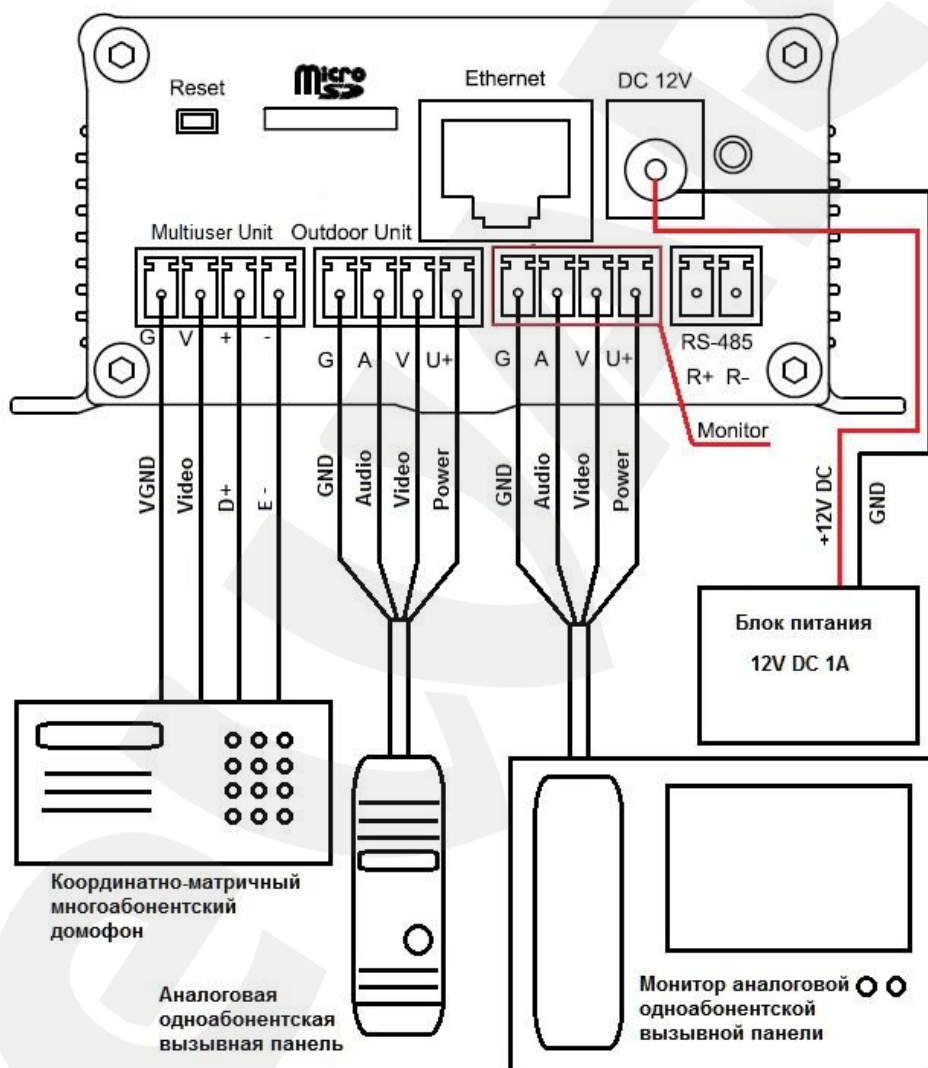 Reset
Micro SD
Ethernet
DC 12V
Multiuser Unit
Outdoor Unit
G V + -
G A V U+
G A V U+
RS-485
R+ R-
Monitor
VGND
Video
D+
E -
GND
Audio
Video
Power
GND
Audio
Video
Power
+12V DC
GND
Блок питания
12V DC 1A
Координатно-матричный
многоабонентский
домофон
Аналоговая
одноабонентская
вызывная панель
Монитор аналоговой
одноабонентской
вызывной панели